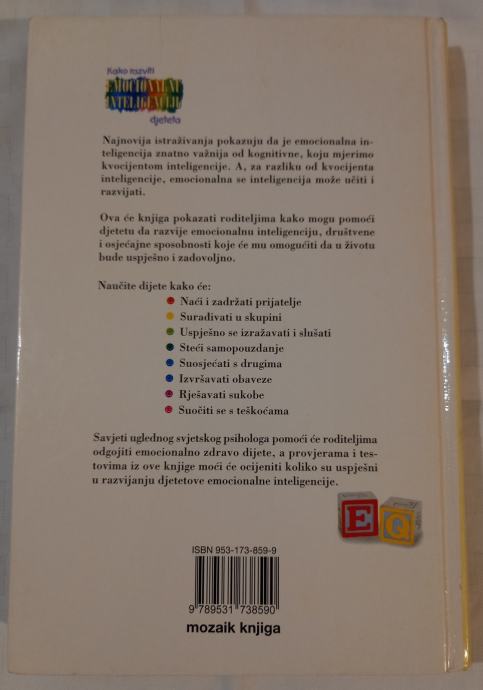 Kako razviti
EMOCIONALNU
INTELIGENCIJU
djeteta
Najnovija istraživanja pokazuju da je emocionalna in-
teligencija znatno važnija od kognitivne, koju mjerimo
kvocijentom inteligencije. A, za razliku od kvocijenta
inteligencije, emocionalna se inteligencija može učiti i
razvijati.
Ova će knjiga pokazati roditeljima kako mogu pomoći
djetetu da razvije emocionalnu inteligenciju, društvene
i osjećajne sposobnosti koje će mu omogućiti da u životu
bude uspješno i zadovoljno.
Naučite dijete kako će:
Naći i zadržati prijatelje
Surađivati u skupini
Uspješno se izražavati i slušati
Steći samopouzdanje
Suosjećati s drugima
Izvršavati obaveze
Rješavati sukobe
Suočiti se s teškoćama
Savjeti uglednog svjetskog psihologa pomoći će roditeljima
odgojiti emocionalno zdravo dijete, a provjerama i tes-
tovima iz ove knjige moći će ocijeniti koliko su uspješni
u razvijanju djetetove emocionalne inteligencije.
E Q
ISBN 953-173-859-9
9 789531 738590
mozaik knjiga